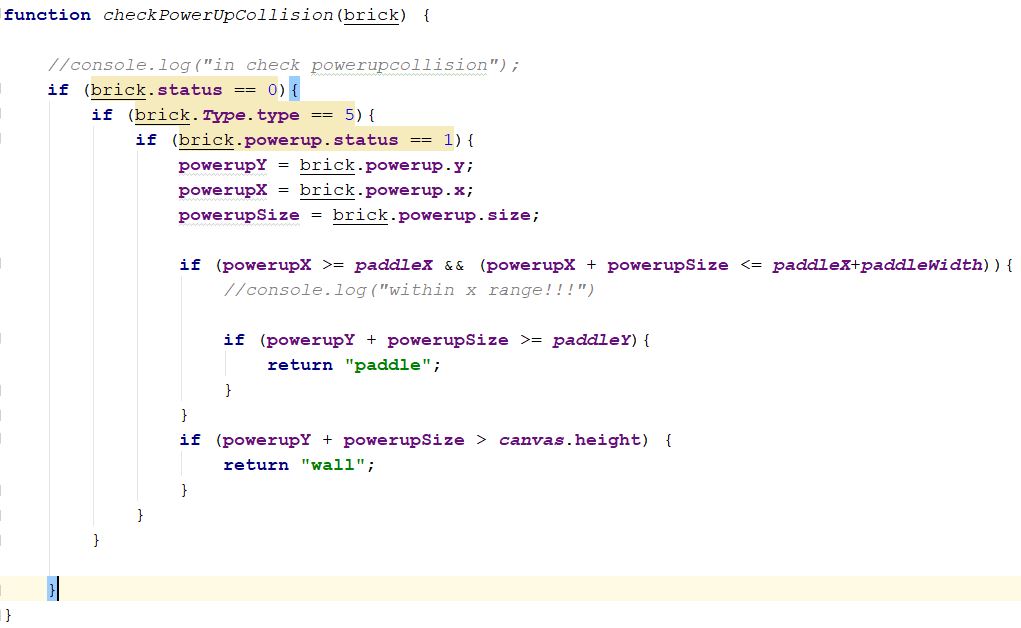 function checkPowerUpCollision(brick) {
//console.log("in check powerupcollision");
if (brick.status == 0){
if (brick.Type.type == 5){
if (brick.powerup.status == 1){
powerupY = brick.powerup.y;
powerupX = brick.powerup.x;
powerupSize = brick.powerup.size;
if (powerupX >= paddleX && (powerupX + powerupSize <= paddleX+paddleWidth)){
//console.log("within x range!!!")
if (powerupY + powerupSize >= paddleY){
return "paddle";
}
}
if (powerupY + powerupSize > canvas.height) {
return "wall";
}
}
}
}
}